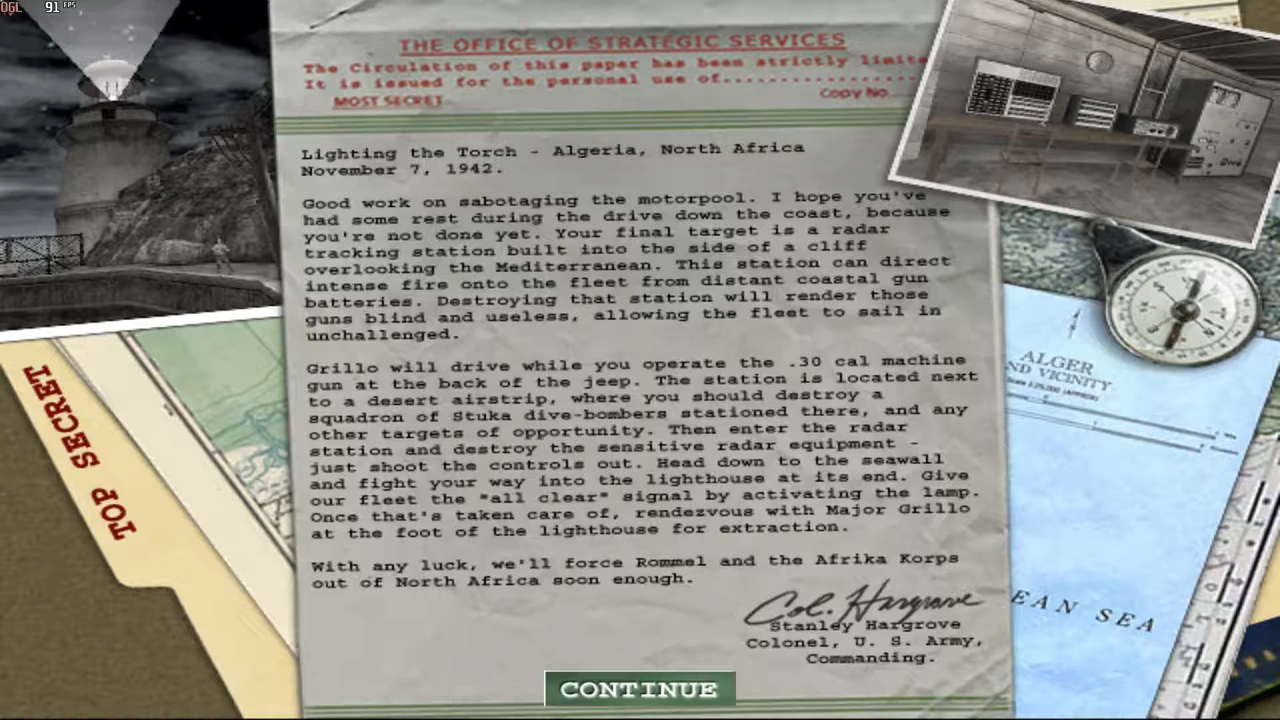 OGL 91 FPS
THE OFFICE OF STRATEGIC SERVICES
The Circulation of this paper has been strictly limite
It is issued for the personal use of....................
MOST SECRET Copy No.
Lighting the Torch - Algeria, North Africa
November 7, 1942.
Good work on sabotaging the motorpool. I hope you've
had some rest during the drive down the coast, because
you're not done yet. Your final target is a radar
tracking station built into the side of a cliff
overlooking the Mediterranean. This station can direct
intense fire onto the fleet from distant coastal gun
batteries. Destroying that station will render those
guns blind and useless, allowing the fleet to sail in
unchallenged.
Grillo will drive while you operate the .30 cal machine
gun at the back of the jeep. The station is located next
to a desert airstrip, where you should destroy a
squadron of Stuka dive-bombers stationed there, and any
other targets of opportunity. Then enter the radar
station and destroy the sensitive radar equipment -
just shoot the controls out. Head down to the seawall
and fight your way into the lighthouse at its end. Give
our fleet the "all clear" signal by activating the lamp.
Once that's taken care of, rendezvous with Major Grillo
at the foot of the lighthouse for extraction.
With any luck, we'll force Rommel and the Afrika Korps
out of North Africa soon enough.
Col. Hargrave
Stanley Hargrove
Colonel, U. S. Army,
Commanding.
CONTINUE
TOP SECRET
ALGER
ND VICINITY
EAN SEA